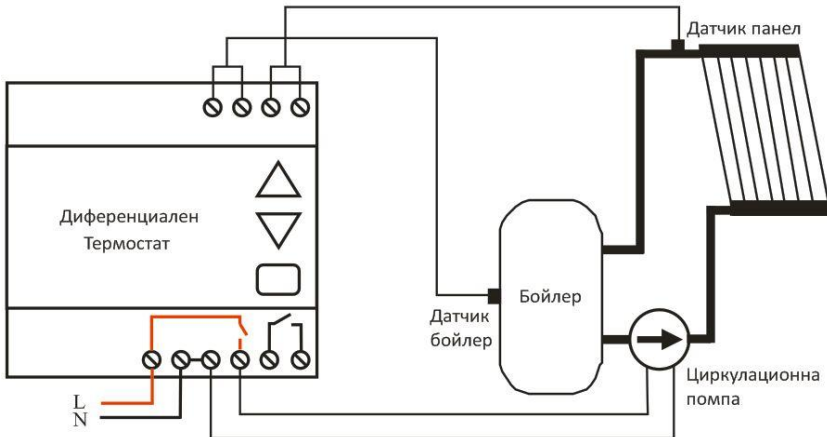 Датчик панел
Диференциален
Термостат
Бойлер
Датчик
бойлер
Циркулационна
помпа
L
N